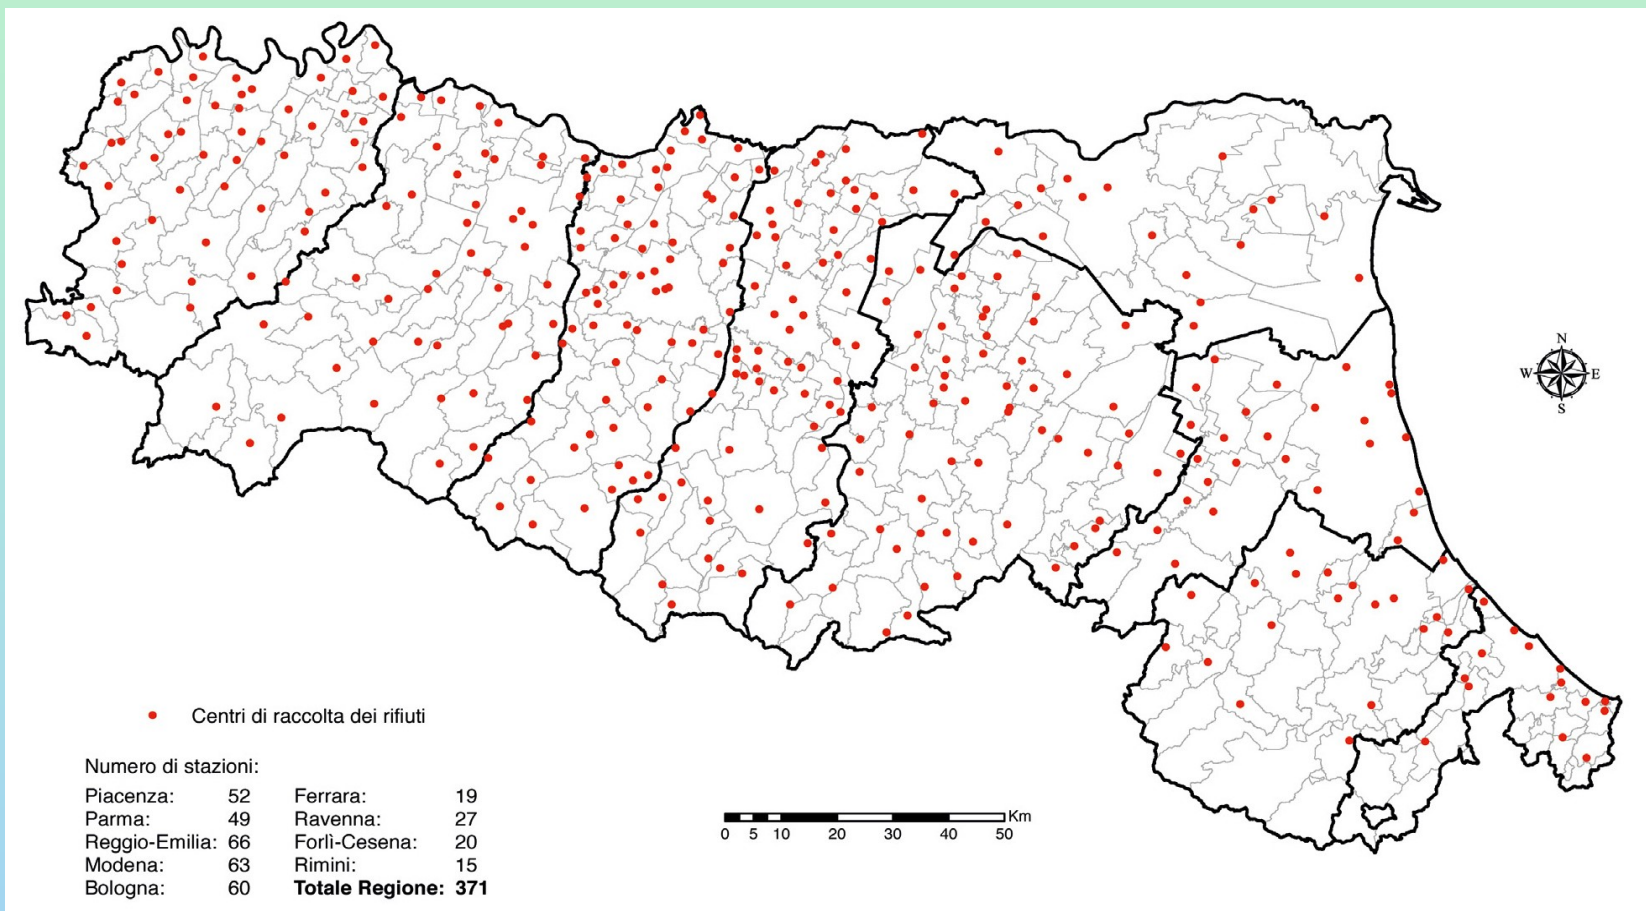 N
W E
S
Centri di raccolta dei rifiuti
Numero di stazioni:
Piacenza: 52 Ferrara: 19
Parma: 49 Ravenna: 27
Reggio-Emilia: 66 Forlì-Cesena: 20
Modena: 63 Rimini: 15
Bologna: 60 Totale Regione: 371
Km
0 5 10 20 30 40 50